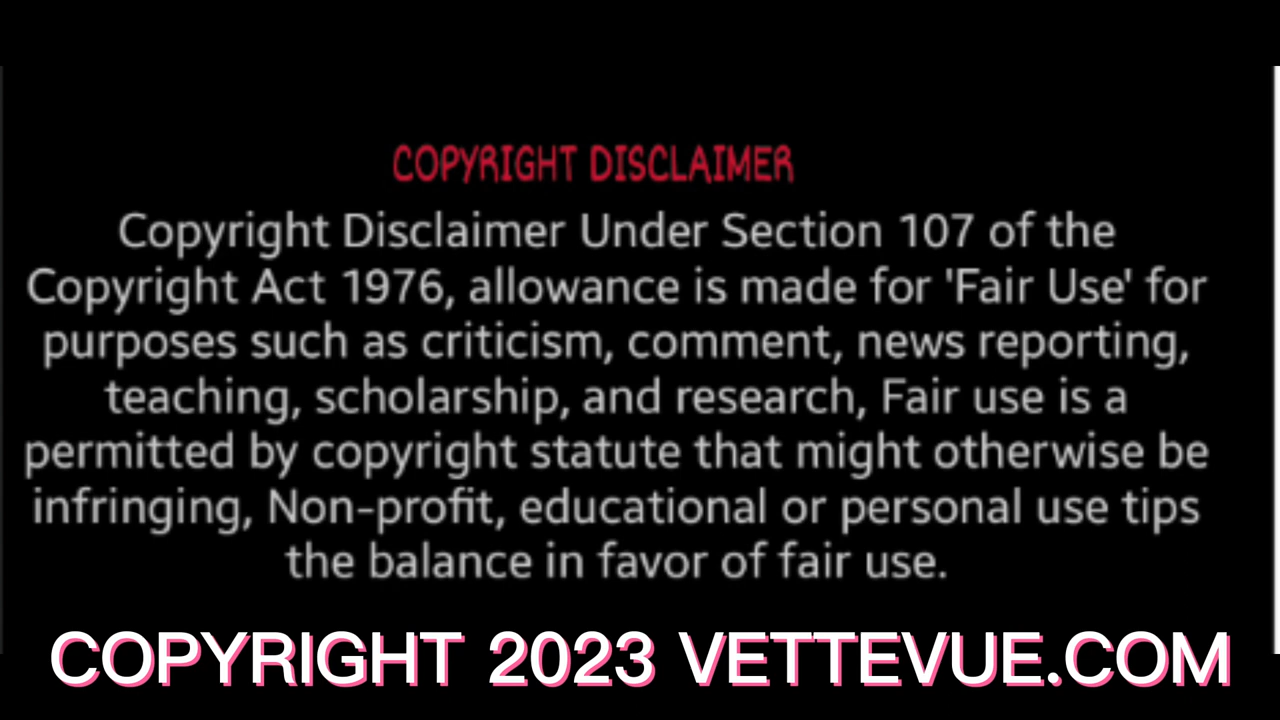 COPYRIGHT DISCLAIMER
Copyright Disclaimer Under Section 107 of the
Copyright Act 1976, allowance is made for 'Fair Use' for
purposes such as criticism, comment, news reporting,
teaching, scholarship, and research, Fair use is a
permitted by copyright statute that might otherwise be
infringing, Non-profit, educational or personal use tips
the balance in favor of fair use.
COPYRIGHT 2023 VETTEVUE.COM